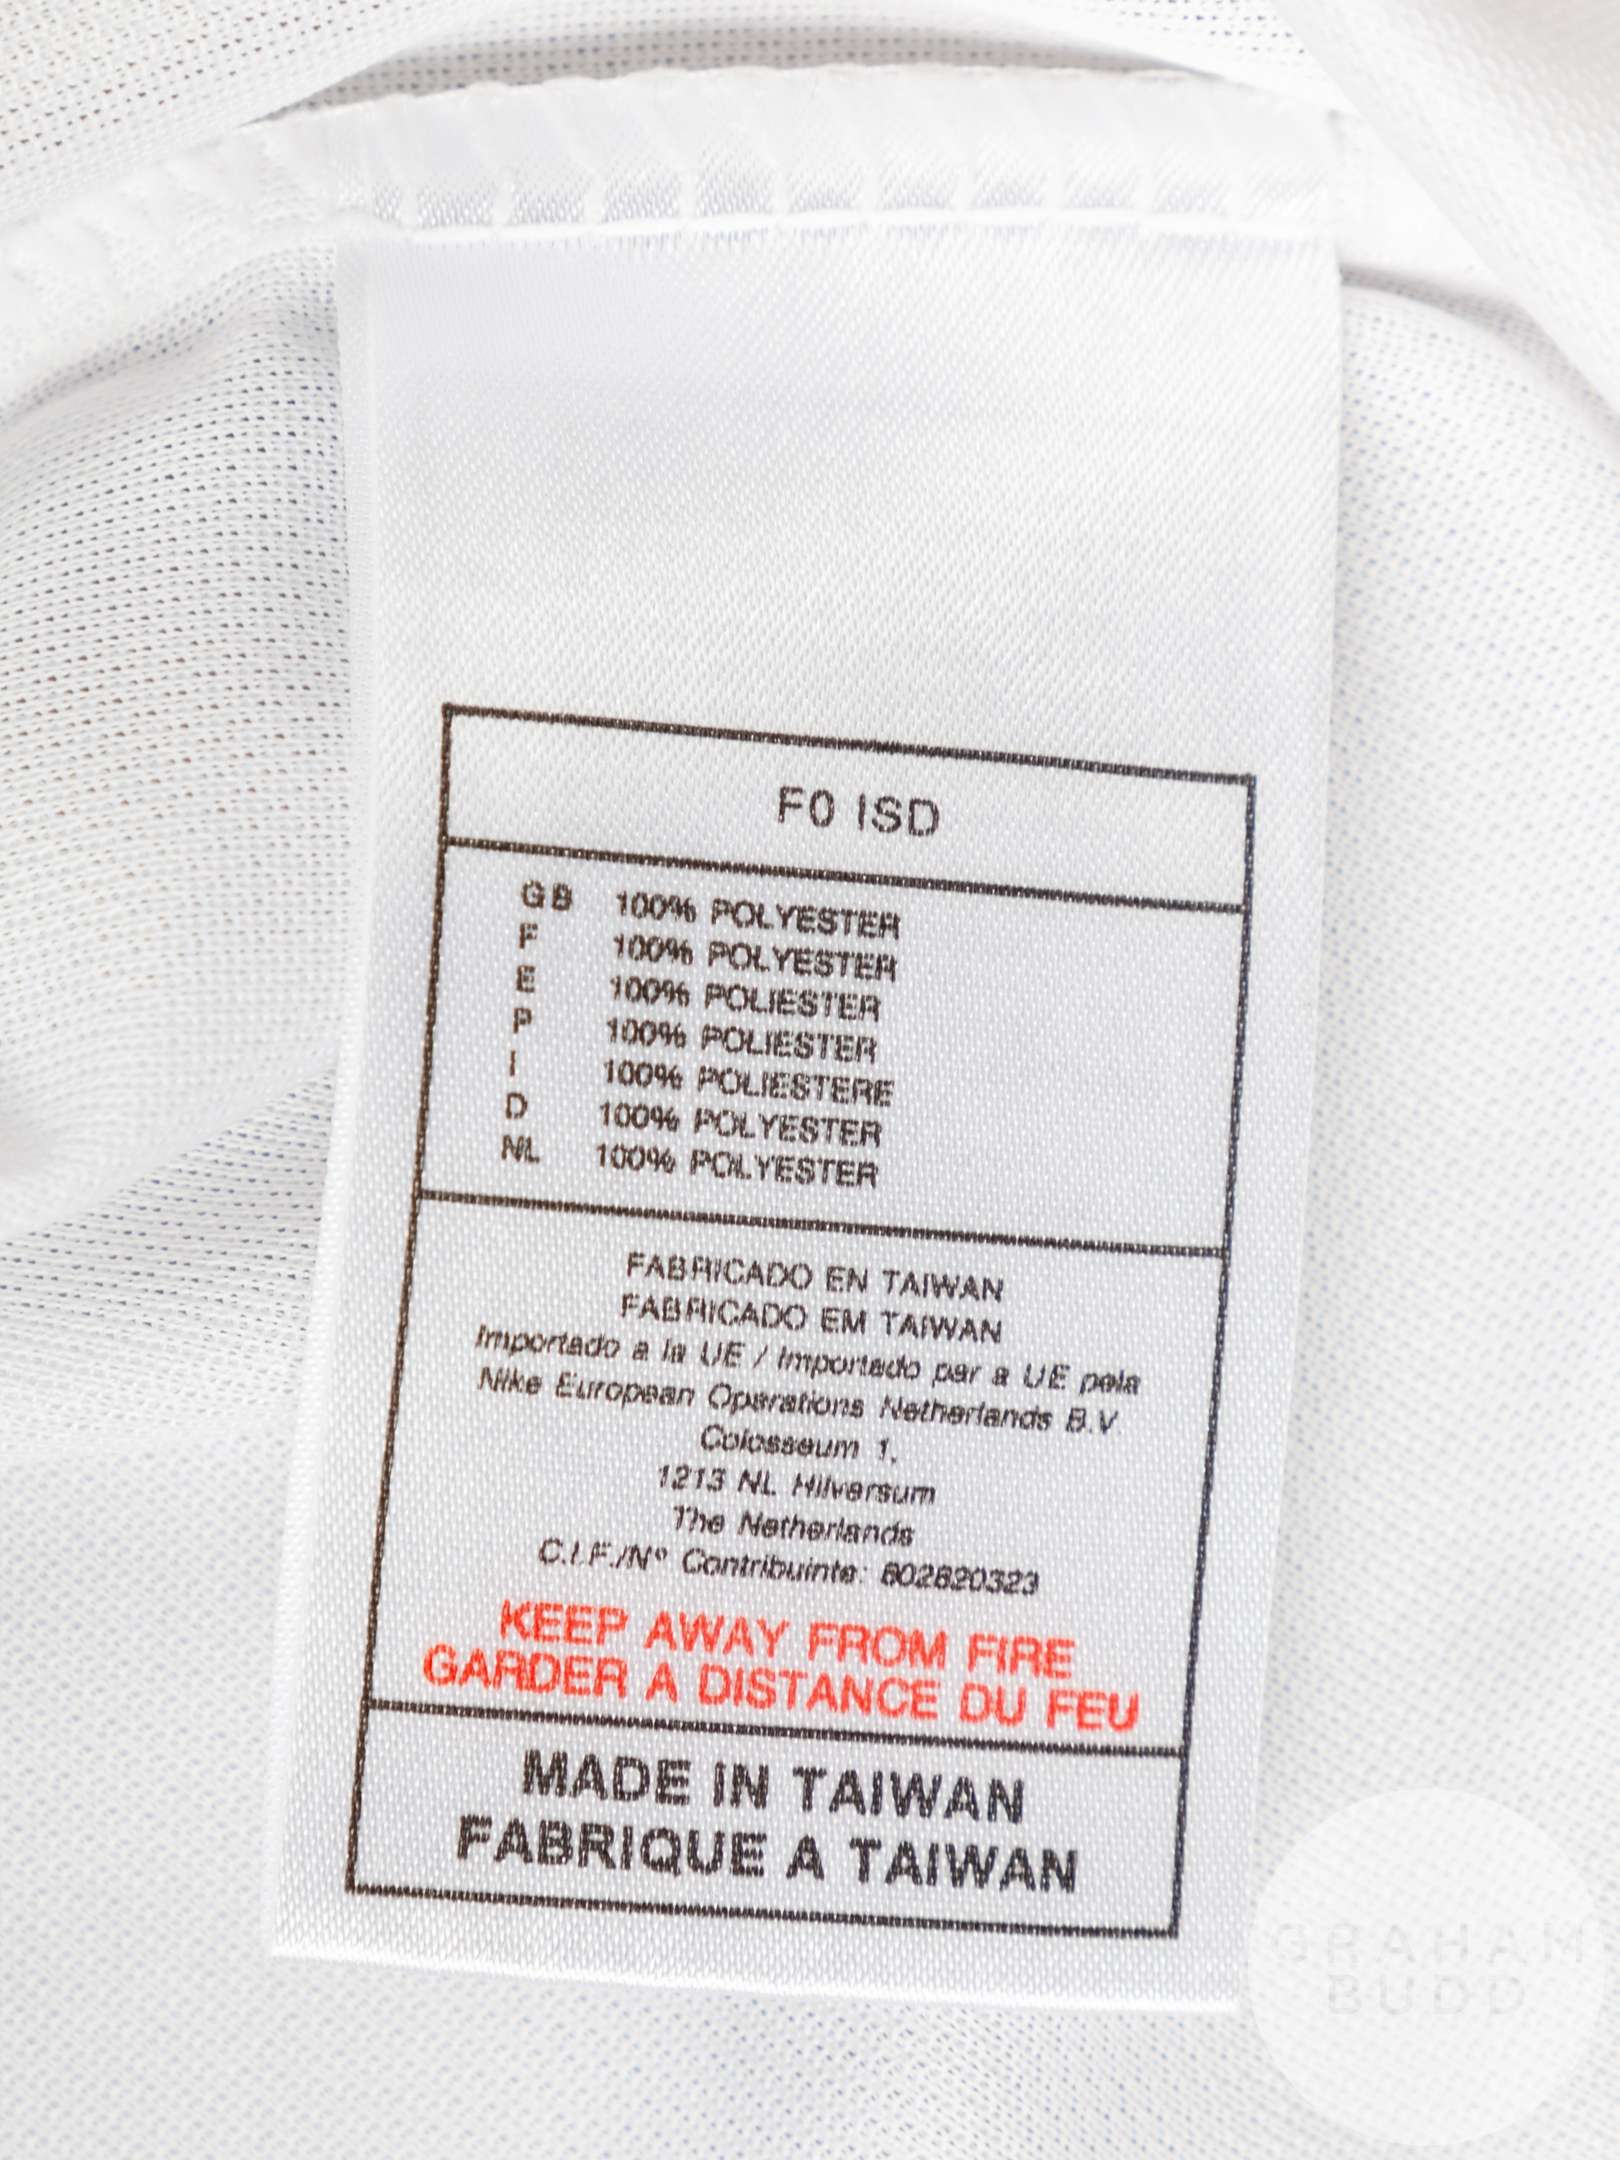 F0 ISD
GB 100% POLYESTER
F 100% POLYESTER
E 100% POLIESTER
P 100% POLIESTER
I 100% POLIESTERE
D 100% POLYESTER
NL 100% POLYESTER
FABRICADO EN TAIWAN
FABRICADO EM TAIWAN
Importado a la UE / Importado par a UE pela
Nike European Operations Netherlands B.V
Colosseum 1,
1213 NL Hilversum
The Netherlands
C.I.F./Nº Contribuinte: 602820323
KEEP AWAY FROM FIRE
GARDER A DISTANCE DU FEU
MADE IN TAIWAN
FABRIQUE A TAIWAN
GRAHAM
BUDD